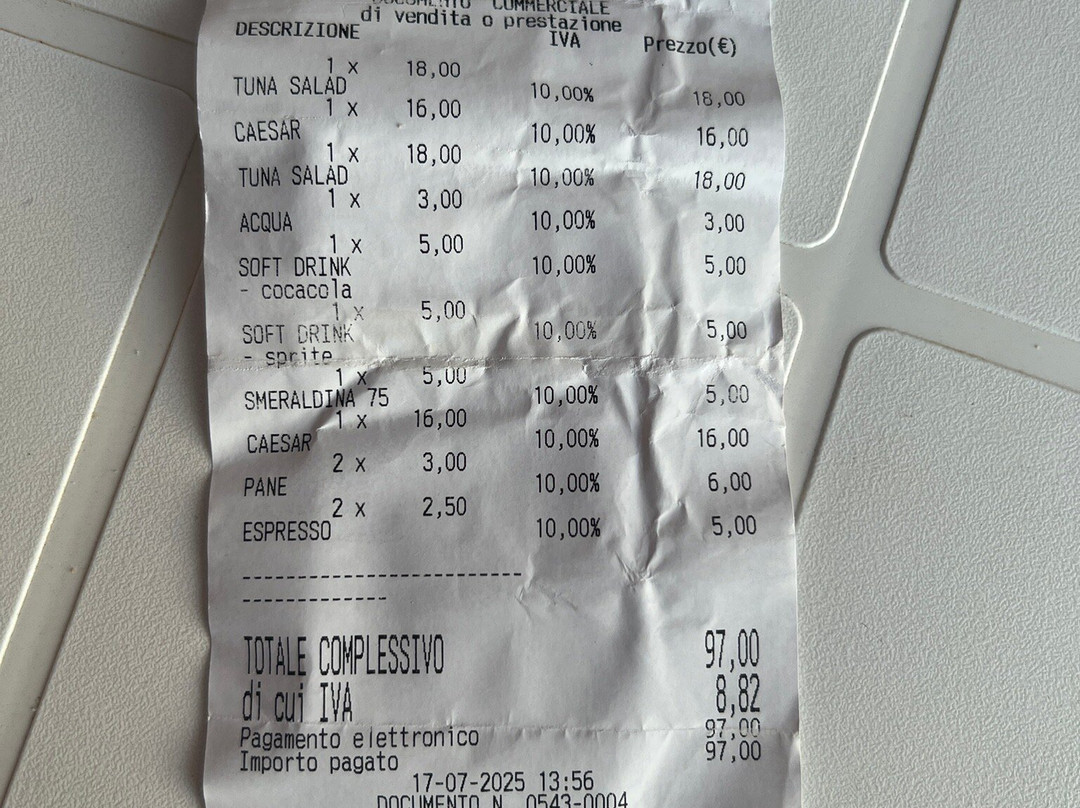 DOCUMENTO COMMERCIALE
di vendita o prestazione
DESCRIZIONE IVA Prezzo(€)
1 x 18,00
TUNA SALAD 10,00% 18,00
1 x 16,00
CAESAR 10,00% 16,00
1 x 18,00
TUNA SALAD 10,00% 18,00
1 x 3,00
ACQUA 10,00% 3,00
1 x 5,00
SOFT DRINK 10,00% 5,00
- cocacola
1 x 5,00
SOFT DRINK 10,00% 5,00
- sprite
1 x 5,00
SMERALDINA 75 10,00% 5,00
1 x 16,00
CAESAR 10,00% 16,00
2 x 3,00
PANE 10,00% 6,00
2 x 2,50
ESPRESSO 10,00% 5,00
----------------------------
--------------
TOTALE COMPLESSIVO 97,00
di cui IVA 8,82
Pagamento elettronico 97,00
Importo pagato 97,00
17-07-2025 13:56
DOCUMENTO N. 0543-0004